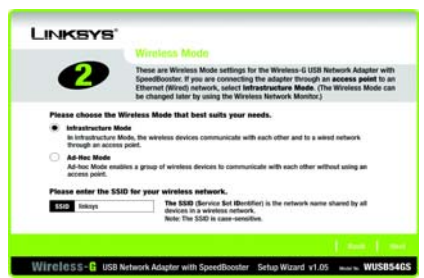 LINKSYS®
Wireless Mode
2
These are Wireless Mode settings for the Wireless-G USB Network Adapter with
SpeedBooster. If you are connecting the adapter through an access point to an
Ethernet (Wired) network, select Infrastructure Mode. (The Wireless Mode can
be changed later by using the Wireless Network Monitor.)
Please choose the Wireless Mode that best suits your needs.
Infrastructure Mode
In Infrastructure Mode, the wireless devices communicate with each other and to a wired network
through an access point.
Ad-Hoc Mode
Ad-hoc Mode enables a group of wireless devices to communicate with each other without using an
access point.
Please enter the SSID for your wireless network.
SSID linksys
The SSID (Service Set IDentifier) is the network name shared by all
devices in a wireless network.
Note: The SSID is case-sensitive.
Back Next
Wireless-G USB Network Adapter with SpeedBooster Setup Wizard v1.05 Model No. WUSB54GS